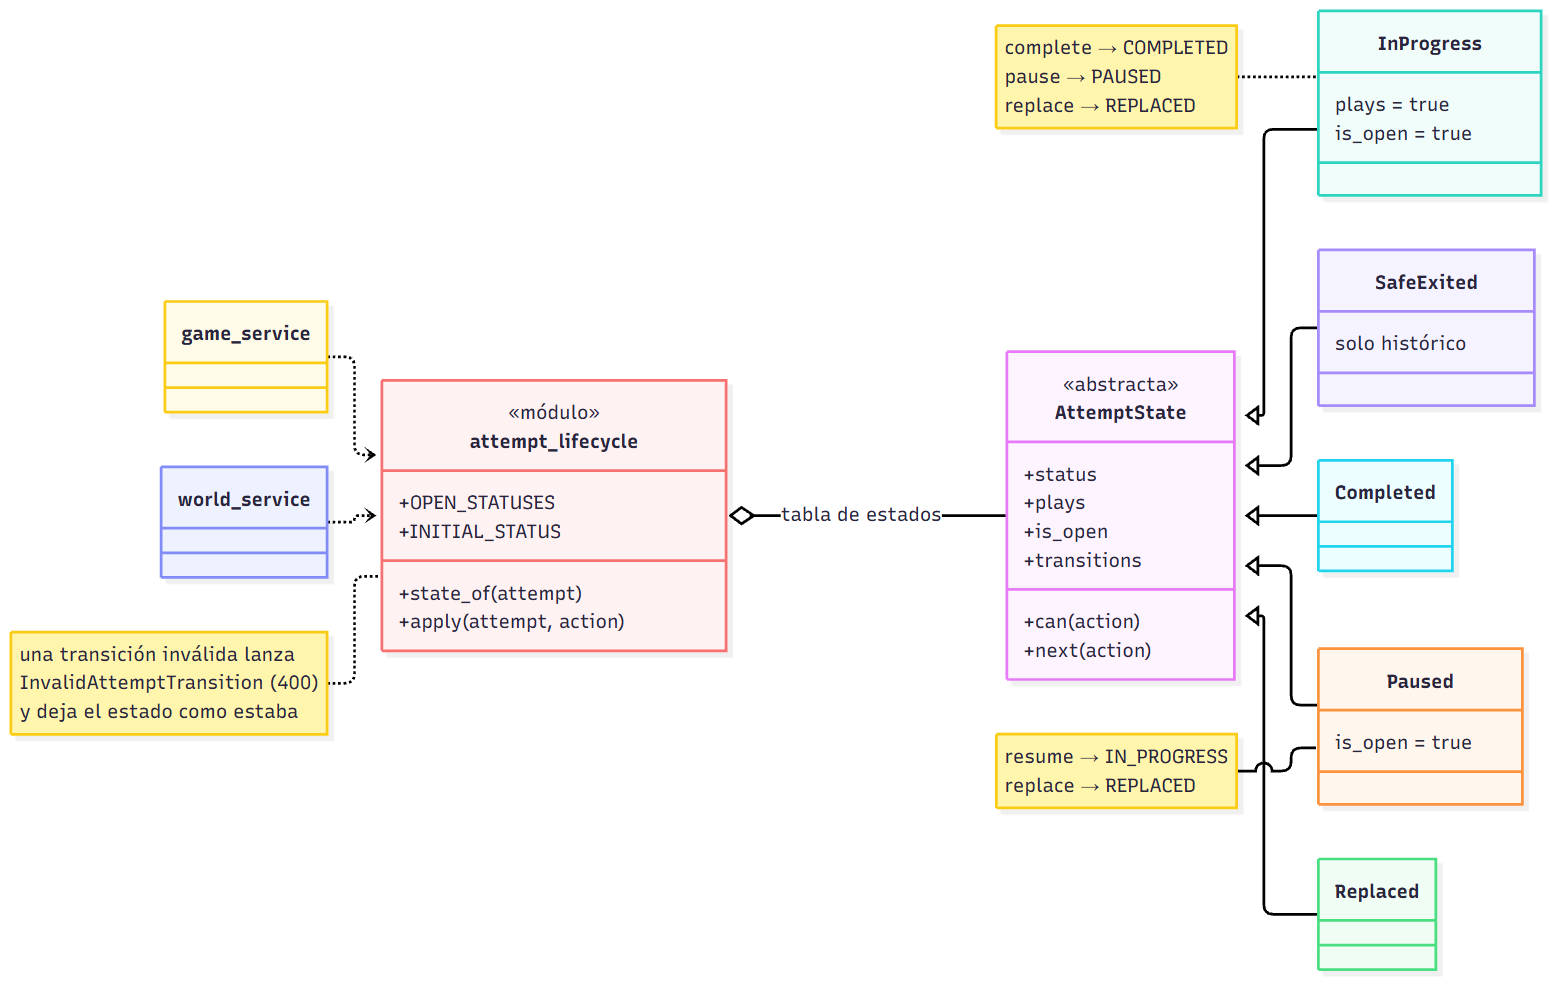 complete → COMPLETED
pause → PAUSED
replace → REPLACED
InProgress
plays = true
is_open = true
SafeExited
solo histórico
game_service
world_service
una transición inválida lanza
InvalidAttemptTransition (400)
y deja el estado como estaba
«módulo»
attempt_lifecycle
+OPEN_STATUSES
+INITIAL_STATUS
+state_of(attempt)
+apply(attempt, action)
tabla de estados
«abstracta»
AttemptState
+status
+plays
+is_open
+transitions
+can(action)
+next(action)
Completed
Paused
is_open = true
resume → IN_PROGRESS
replace → REPLACED
Replaced